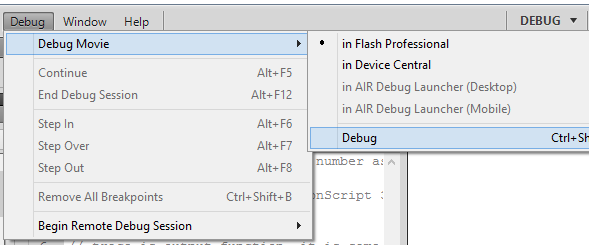 Debug Window Help DEBUG
Debug Movie
Continue Alt+F5
End Debug Session Alt+F12
Step In Alt+F6
Step Over Alt+F7
Step Out Alt+F8
Remove All Breakpoints Ctrl+Shift+B
Begin Remote Debug Session
in Flash Professional
in Device Central
in AIR Debug Launcher (Desktop)
in AIR Debug Launcher (Mobile)
Debug Ctrl+Sh
number as
onScript 3